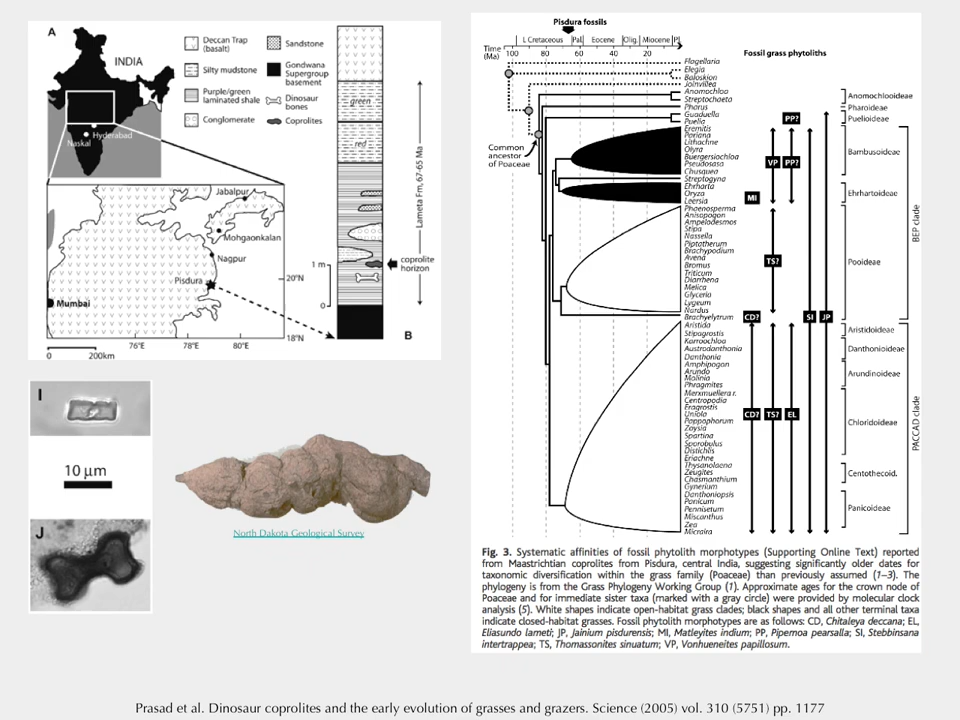 A
INDIA
Hyderabad
Naskal
Deccan Trap
(basalt)
Silty mudstone
Purple/green
laminated shale
Conglomerate
Sandstone
Gondwana
Supergroup
basement
Dinosaur
bones
Coprolites
Jabalpur
Mohgaonkalan
Nagpur
Pisdura
Mumbai
20°N
18°N
76°E
78°E
80°E
0 200km
green
red
Lameta Fm, 67-65 Ma
coprolite
horizon
1 m
0
B
I
10 µm
J
North Dakota Geological Survey
Pisdura fossils
L Cretaceous Pal. Eocene Olig. Miocene Pl.
Time
(Ma)
100 80 60 40 20
Fossil grass phytoliths
Flagellaria
Elegia
Baloskion
Joinvillea
Anomochloa
Streptochaeta
Pharus
Guaduella
Puelia
Eremitis
Pariana
Lithachne
Olyra
Buergersiochloa
Pseudosasa
Chusquea
Streptogyna
Ehrharta
Oryza
Leersia
Phaenosperma
Anisopogon
Ampelodesmos
Stipa
Nassella
Piptatherum
Brachypodium
Avena
Bromus
Triticum
Diarrhena
Melica
Glyceria
Lygeum
Nardus
Brachyelytrum
Aristida
Stipagrostis
Karroochloa
Austrodanthonia
Danthonia
Amphipogon
Arundo
Molinia
Phragmites
Merxmuellera r.
Centropodia
Eragrostis
Uniola
Pappophorum
Zoysia
Spartina
Sporobolus
Distichlis
Eriachne
Thysanolaena
Zeugites
Chasmanthium
Gynerium
Danthoniopsis
Panicum
Pennisetum
Miscanthus
Zea
Micraira
Common
ancestor
of Poaceae
PP?
VP PP?
MI
TS?
CD? SI JP
CD? TS? EL
Anomochlooideae
Pharoideae
Puelioideae
Bambusoideae
Ehrhartoideae
Pooideae
Aristidoideae
Danthonioideae
Arundinoideae
Chloridoideae
Centothecoid.
Panicoideae
BEP clade
PACCAD clade
Fig. 3. Systematic affinities of fossil phytolith morphotypes (Supporting Online Text) reported
from Maastrichtian coprolites from Pisdura, central India, suggesting significantly older dates for
taxonomic diversification within the grass family (Poaceae) than previously assumed (1–3). The
phylogeny is from the Grass Phylogeny Working Group (1). Approximate ages for the crown node of
Poaceae and for immediate sister taxa (marked with a gray circle) were provided by molecular clock
analysis (5). White shapes indicate open-habitat grass clades; black shapes and all other terminal taxa
indicate closed-habitat grasses. Fossil phytolith morphotypes are as follows: CD, Chitaleya deccana; EL,
Eliasundo lameti; JP, Jainium pisdurensis; MI, Matleyites indium; PP, Pipernoa pearsalla; SI, Stebbinsana
intertrappea; TS, Thomassonites sinuatum; VP, Vonhueneites papillosum.
Prasad et al. Dinosaur coprolites and the early evolution of grasses and grazers. Science (2005) vol. 310 (5751) pp. 1177